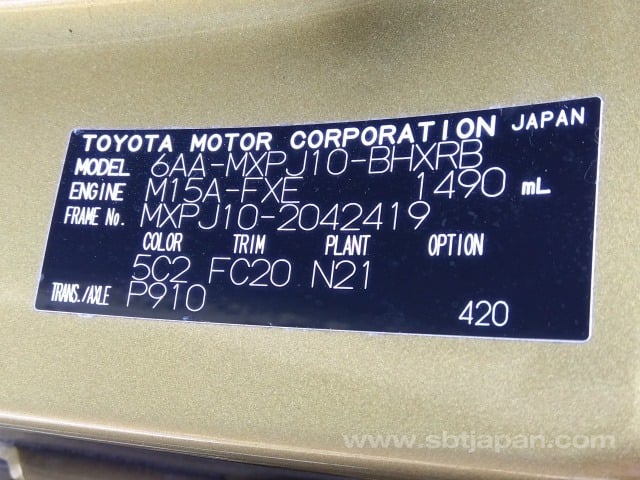 TOYOTA MOTOR CORPORATION JAPAN
MODEL 6AA-MXPJ10-BHXRB
ENGINE M15A-FXE 1490 mL
FRAME No. MXPJ10-2042419
COLOR TRIM PLANT OPTION
5C2 FC20 N21
TRANS./AXLE P910
420
www.sbtjapan.com